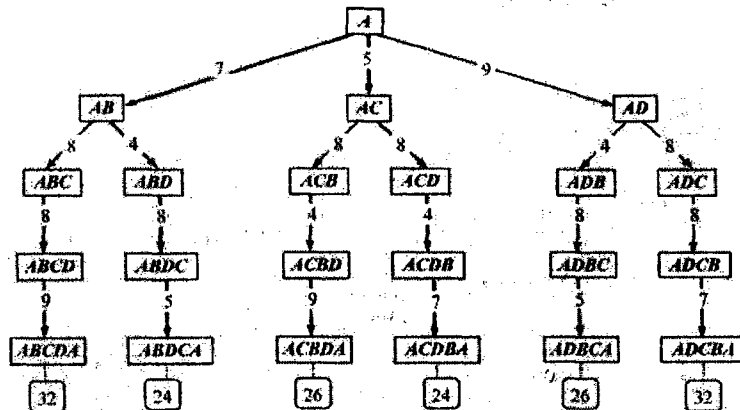 A
7 5 9
AB AC AD
8 4 8 8 4 8
ABC ABD ACB ACD ADB ADC
8 8 4 4 8 8
ABCD ABDC ACBD ACDB ADBC ADCB
9 5 9 7 5 7
ABCDA ABDCA ACBDA ACDBA ADBCA ADCBA
32 24 26 24 26 32